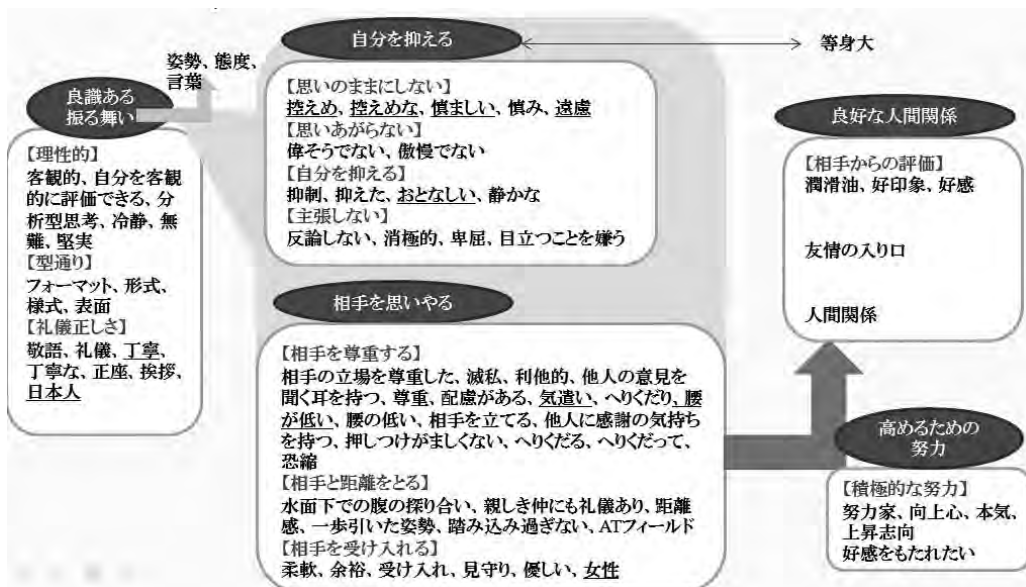 姿勢、態度、
言葉
良識ある
振る舞い
【理性的】
客観的、自分を客観
的に評価できる、分
析型思考、冷静、無
難、堅実
【型通り】
フォーマット、形式、
様式、表面
【礼儀正しさ】
敬語、礼儀、丁寧、
丁寧な、正座、挨拶、
日本人
自分を抑える
等身大
【思いのままにしない】
控えめ、控えめな、慎ましい、慎み、遠慮
【思いあがらない】
偉そうでない、傲慢でない
【自分を抑える】
抑制、抑えた、おとなしい、静かな
【主張しない】
反論しない、消極的、卑屈、目立つことを嫌う
相手を思いやる
【相手を尊重する】
相手の立場を尊重した、滅私、利他的、他人の意見を
聞く耳を持つ、尊重、配慮がある、気遣い、へりくだり、腰
が低い、腰の低い、相手を立てる、他人に感謝の気持ち
を持つ、押しつけがましくない、へりくだる、へりくだって、
恐縮
【相手と距離をとる】
水面下での腹の探り合い、親しき仲にも礼儀あり、距離
感、一歩引いた姿勢、踏み込み過ぎない、ATフィールド
【相手を受け入れる】
柔軟、余裕、受け入れ、見守り、優しい、女性
良好な人間関係
【相手からの評価】
潤滑油、好印象、好感
友情の入り口
人間関係
高めるための
努力
【積極的な努力】
努力家、向上心、本気、
上昇志向
好感をもたれたい